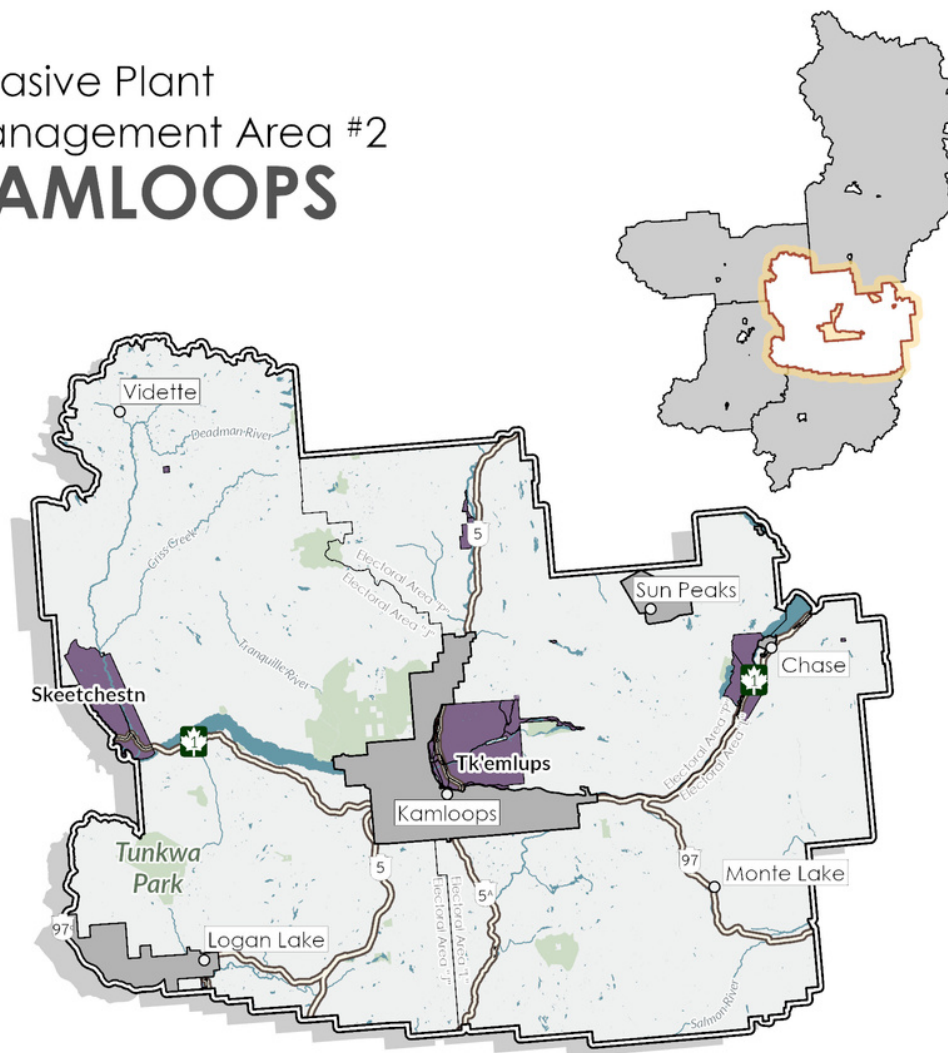 asive Plant
anagement Area #2
AMLOOPS
Vidette
Deadman River
Criss Creek
5
Electoral Area "P"
Electoral Area "J"
Sun Peaks
Tranquille River
Chase
1
Skeetchestn
1
Electoral Area "P"
Electoral Area "L"
Tk'emlups
Kamloops
Tunkwa
Park
5
97
5A
Monte Lake
Electoral Area "J"
Electoral Area "L"
97C
Logan Lake
Salmon River